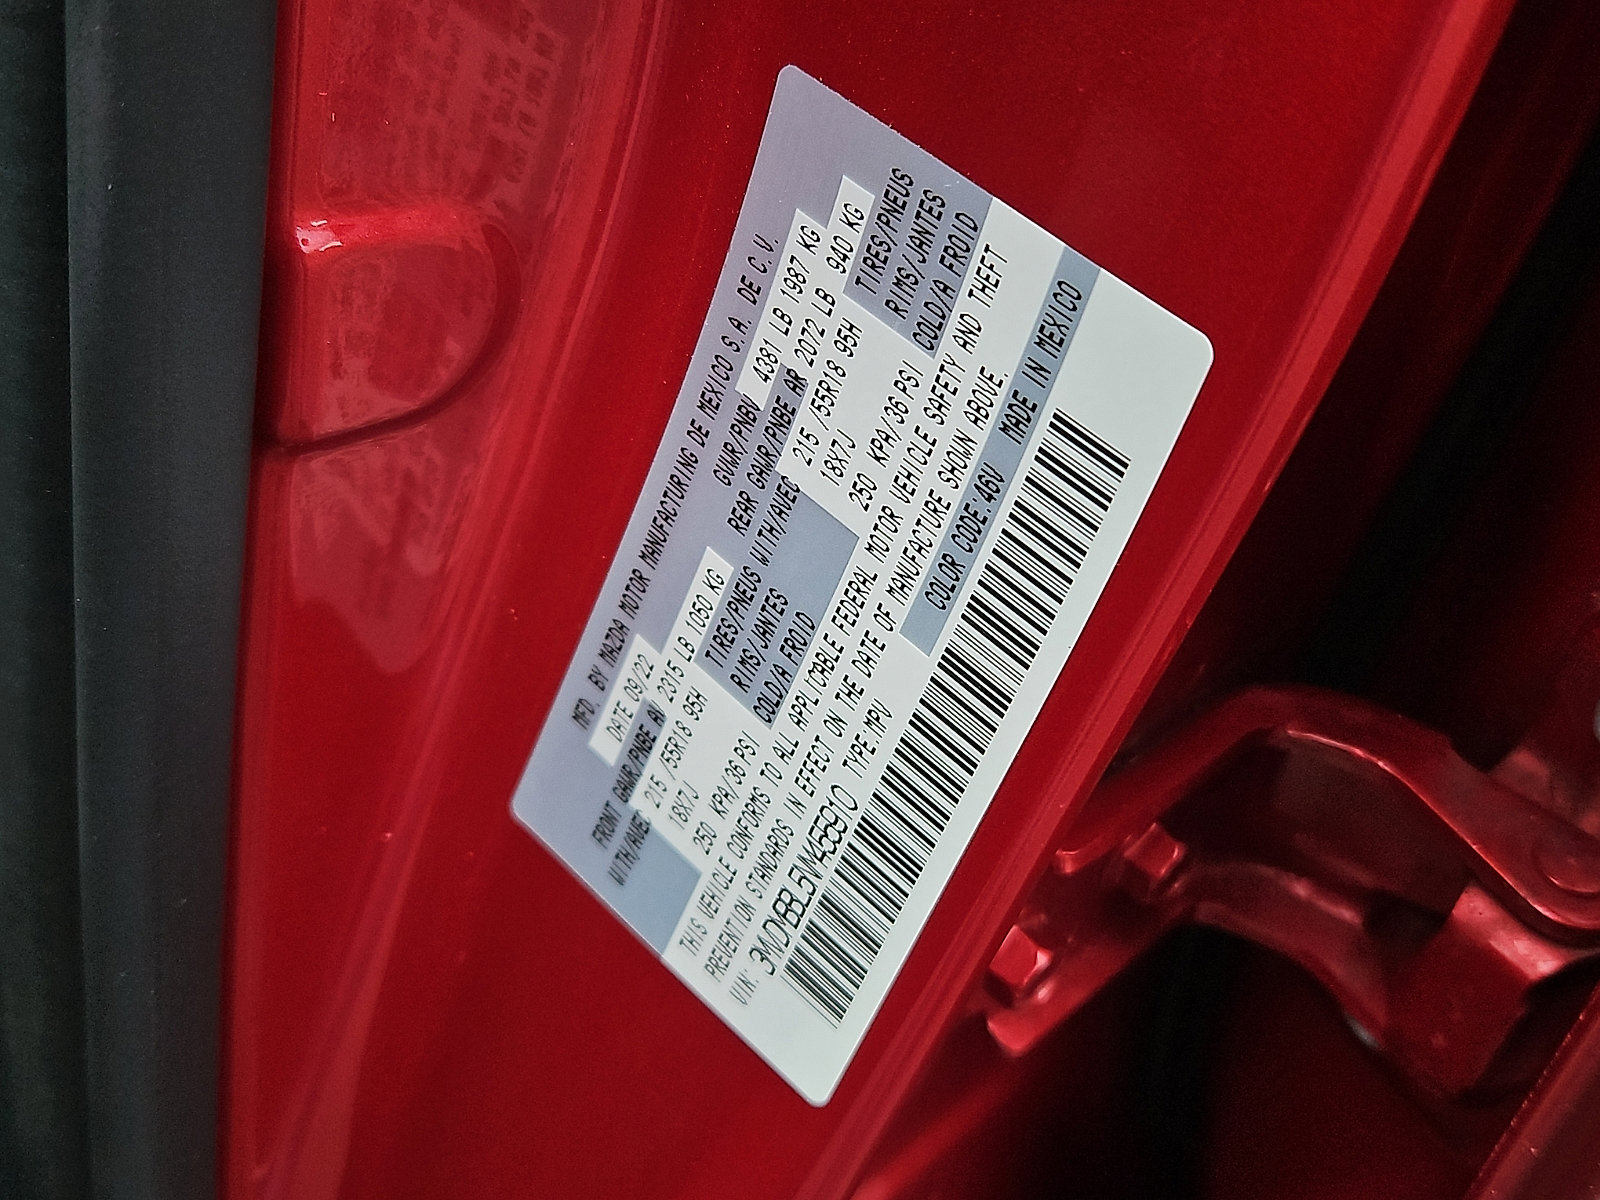 MFD. BY MAZDA MOTOR MANUFACTURING DE MEXICO S.A. DE C.V.
DATE 09/22 GVWR/PNBV 4381 LB 1987 KG
FRONT GAWR/PNBE AV 2315 LB 1050 KG REAR GAWR/PNBE AR 2072 LB 940 KG
WITH/AVEC 215 /55R18 95H TIRES/PNEUS WITH/AVEC 215 /55R18 95H TIRES/PNEUS
18X7J RIMS/JANTES 18X7J RIMS/JANTES
250 KPA/36 PSI COLD/A FROID 250 KPA/36 PSI COLD/A FROID
THIS VEHICLE CONFORMS TO ALL APPLICABLE FEDERAL MOTOR VEHICLE SAFETY AND THEFT
PREVENTION STANDARDS IN EFFECT ON THE DATE OF MANUFACTURE SHOWN ABOVE.
VIN: 3MVDMBBL5NM455910 TYPE:MPV COLOR CODE:46V MADE IN MEXICO